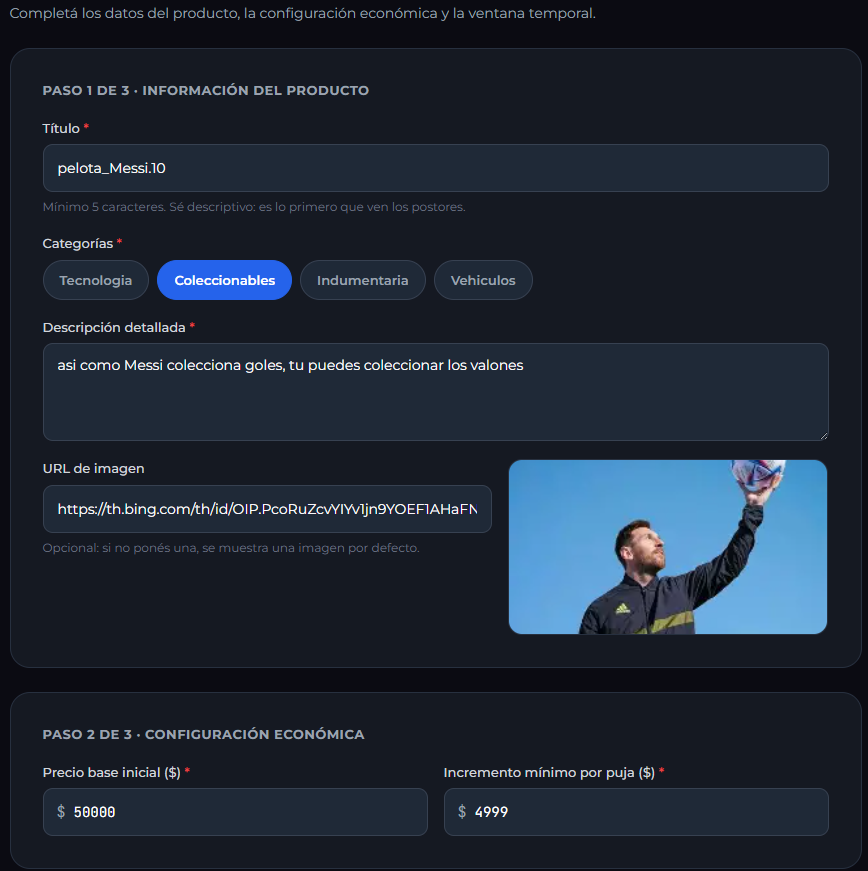 Completá los datos del producto, la configuración económica y la ventana temporal.
PASO 1 DE 3 · INFORMACIÓN DEL PRODUCTO
Título *
pelota_Messi.10
Mínimo 5 caracteres. Sé descriptivo: es lo primero que ven los postores.
Categorías *
Tecnologia Coleccionables Indumentaria Vehiculos
Descripción detallada *
asi como Messi colecciona goles, tu puedes coleccionar los valones
URL de imagen
https://th.bing.com/th/id/OIP.PcoRuZcvYlYv1jn9YOEF1AHaFN
Opcional: si no ponés una, se muestra una imagen por defecto.
PASO 2 DE 3 · CONFIGURACIÓN ECONÓMICA
Precio base inicial ($) * Incremento mínimo por puja ($) *
$ 50000 $ 4999